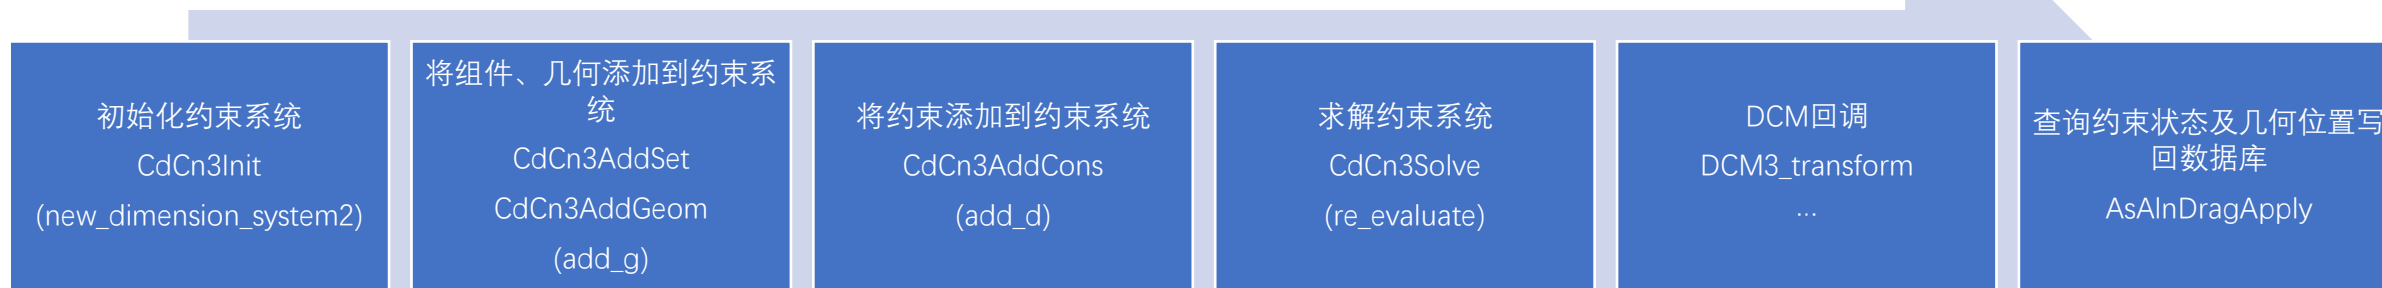 初始化约束系统
CdCn3Init
(new_dimension_system2)
将组件、几何添加到约束系
统
CdCn3AddSet
CdCn3AddGeom
(add_g)
将约束添加到约束系统
CdCn3AddCons
(add_d)
求解约束系统
CdCn3Solve
(re_evaluate)
DCM回调
DCM3_transform
...
查询约束状态及几何位置写
回数据库
AsAInDragApply